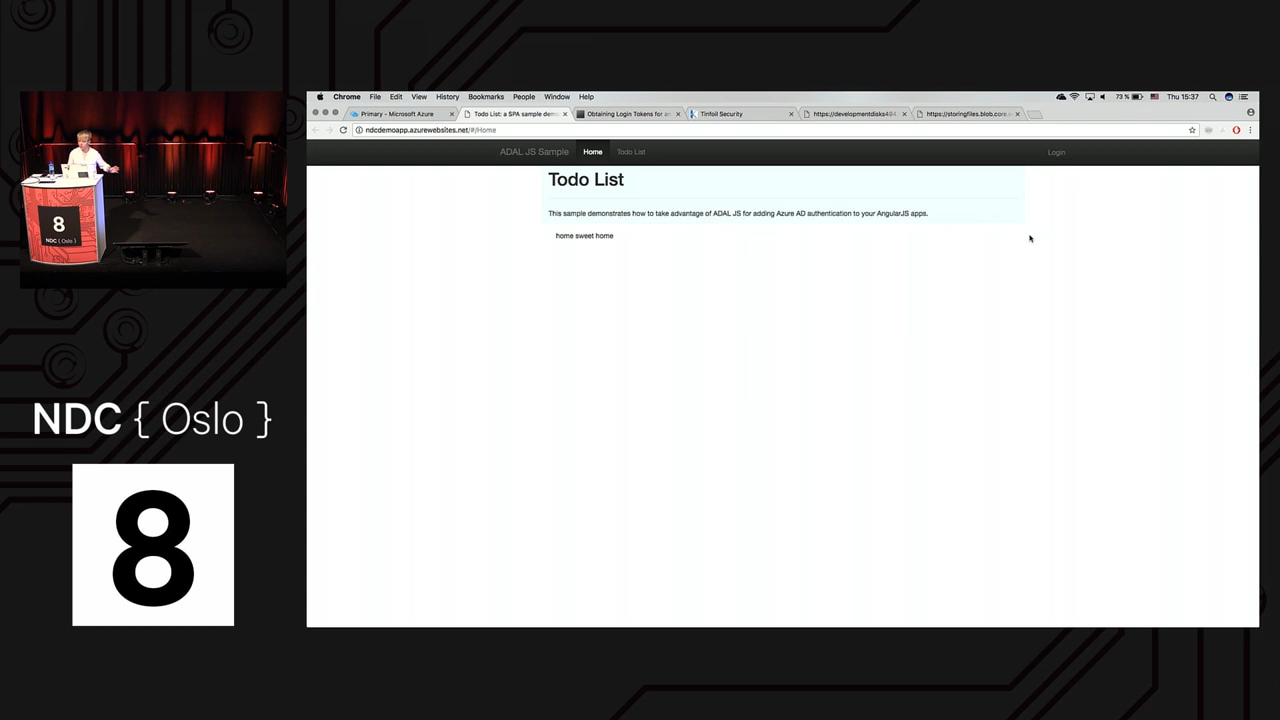 8
NDC { Oslo }
NDC { Oslo }
8
Chrome File Edit View History Bookmarks People Window Help 73 % Thu 15:37
Primary - Microsoft Azure × Todo List: a SPA sample dem × Obtaining Login Tokens for an × Tinfoil Security × https://developmentdisks494 × https://storingfiles.blob.core. ×
ndcdemoapp.azurewebsites.net/#/Home
ADAL JS Sample Home Todo List Login
Todo List
This sample demonstrates how to take advantage of ADAL JS for adding Azure AD authentication to your AngularJS apps.
home sweet home